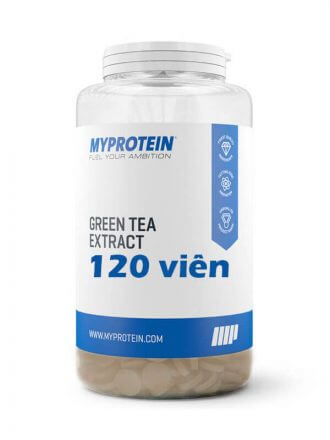 MYPROTEIN
FUEL YOUR AMBITION
GREEN TEA
EXTRACT
120 viên
WWW.MYPROTEIN.COM